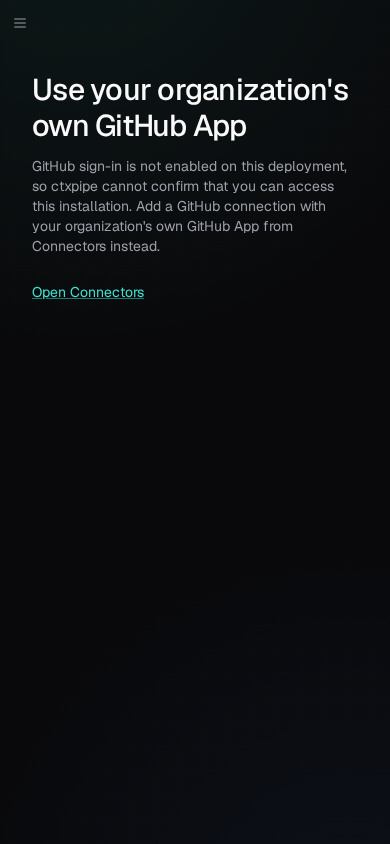 Use your organization's
own GitHub App
GitHub sign-in is not enabled on this deployment,
so ctxpipe cannot confirm that you can access
this installation. Add a GitHub connection with
your organization's own GitHub App from
Connectors instead.
Open Connectors